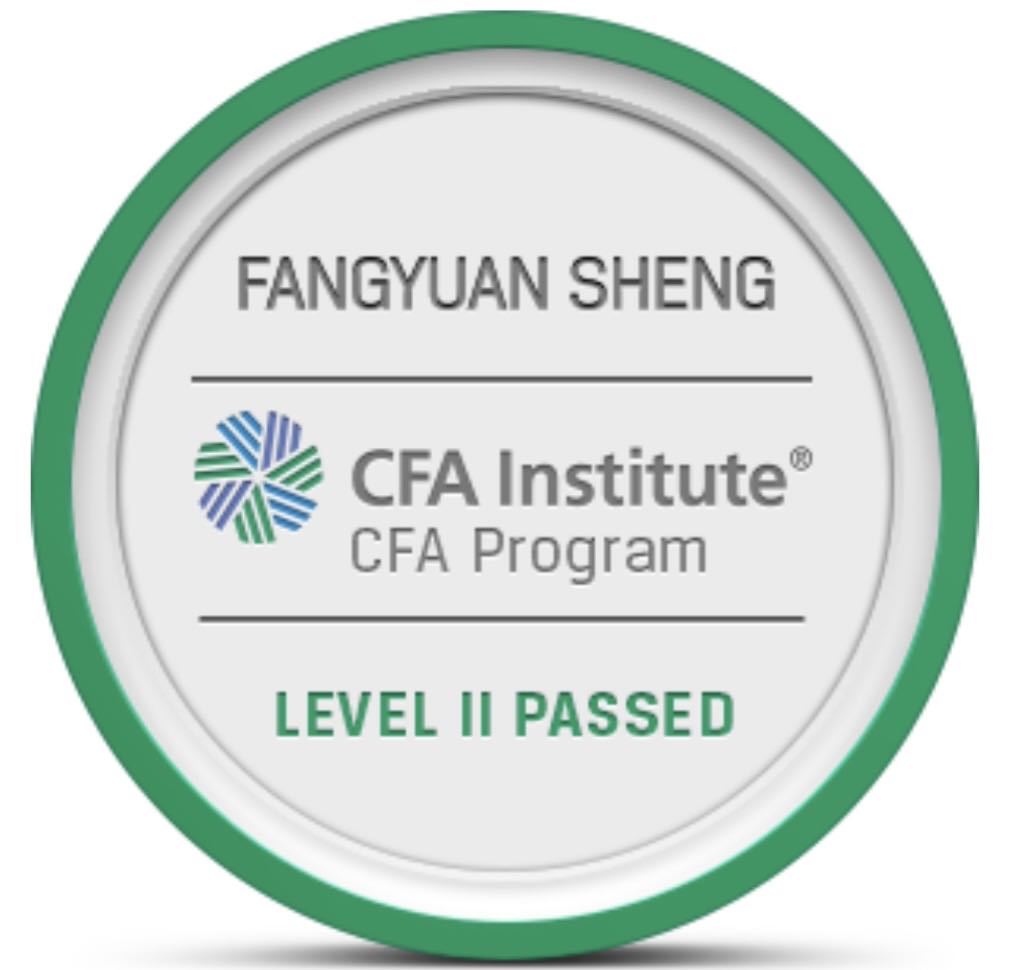 FANGYUAN SHENG
CFA Institute®
CFA Program
LEVEL II PASSED